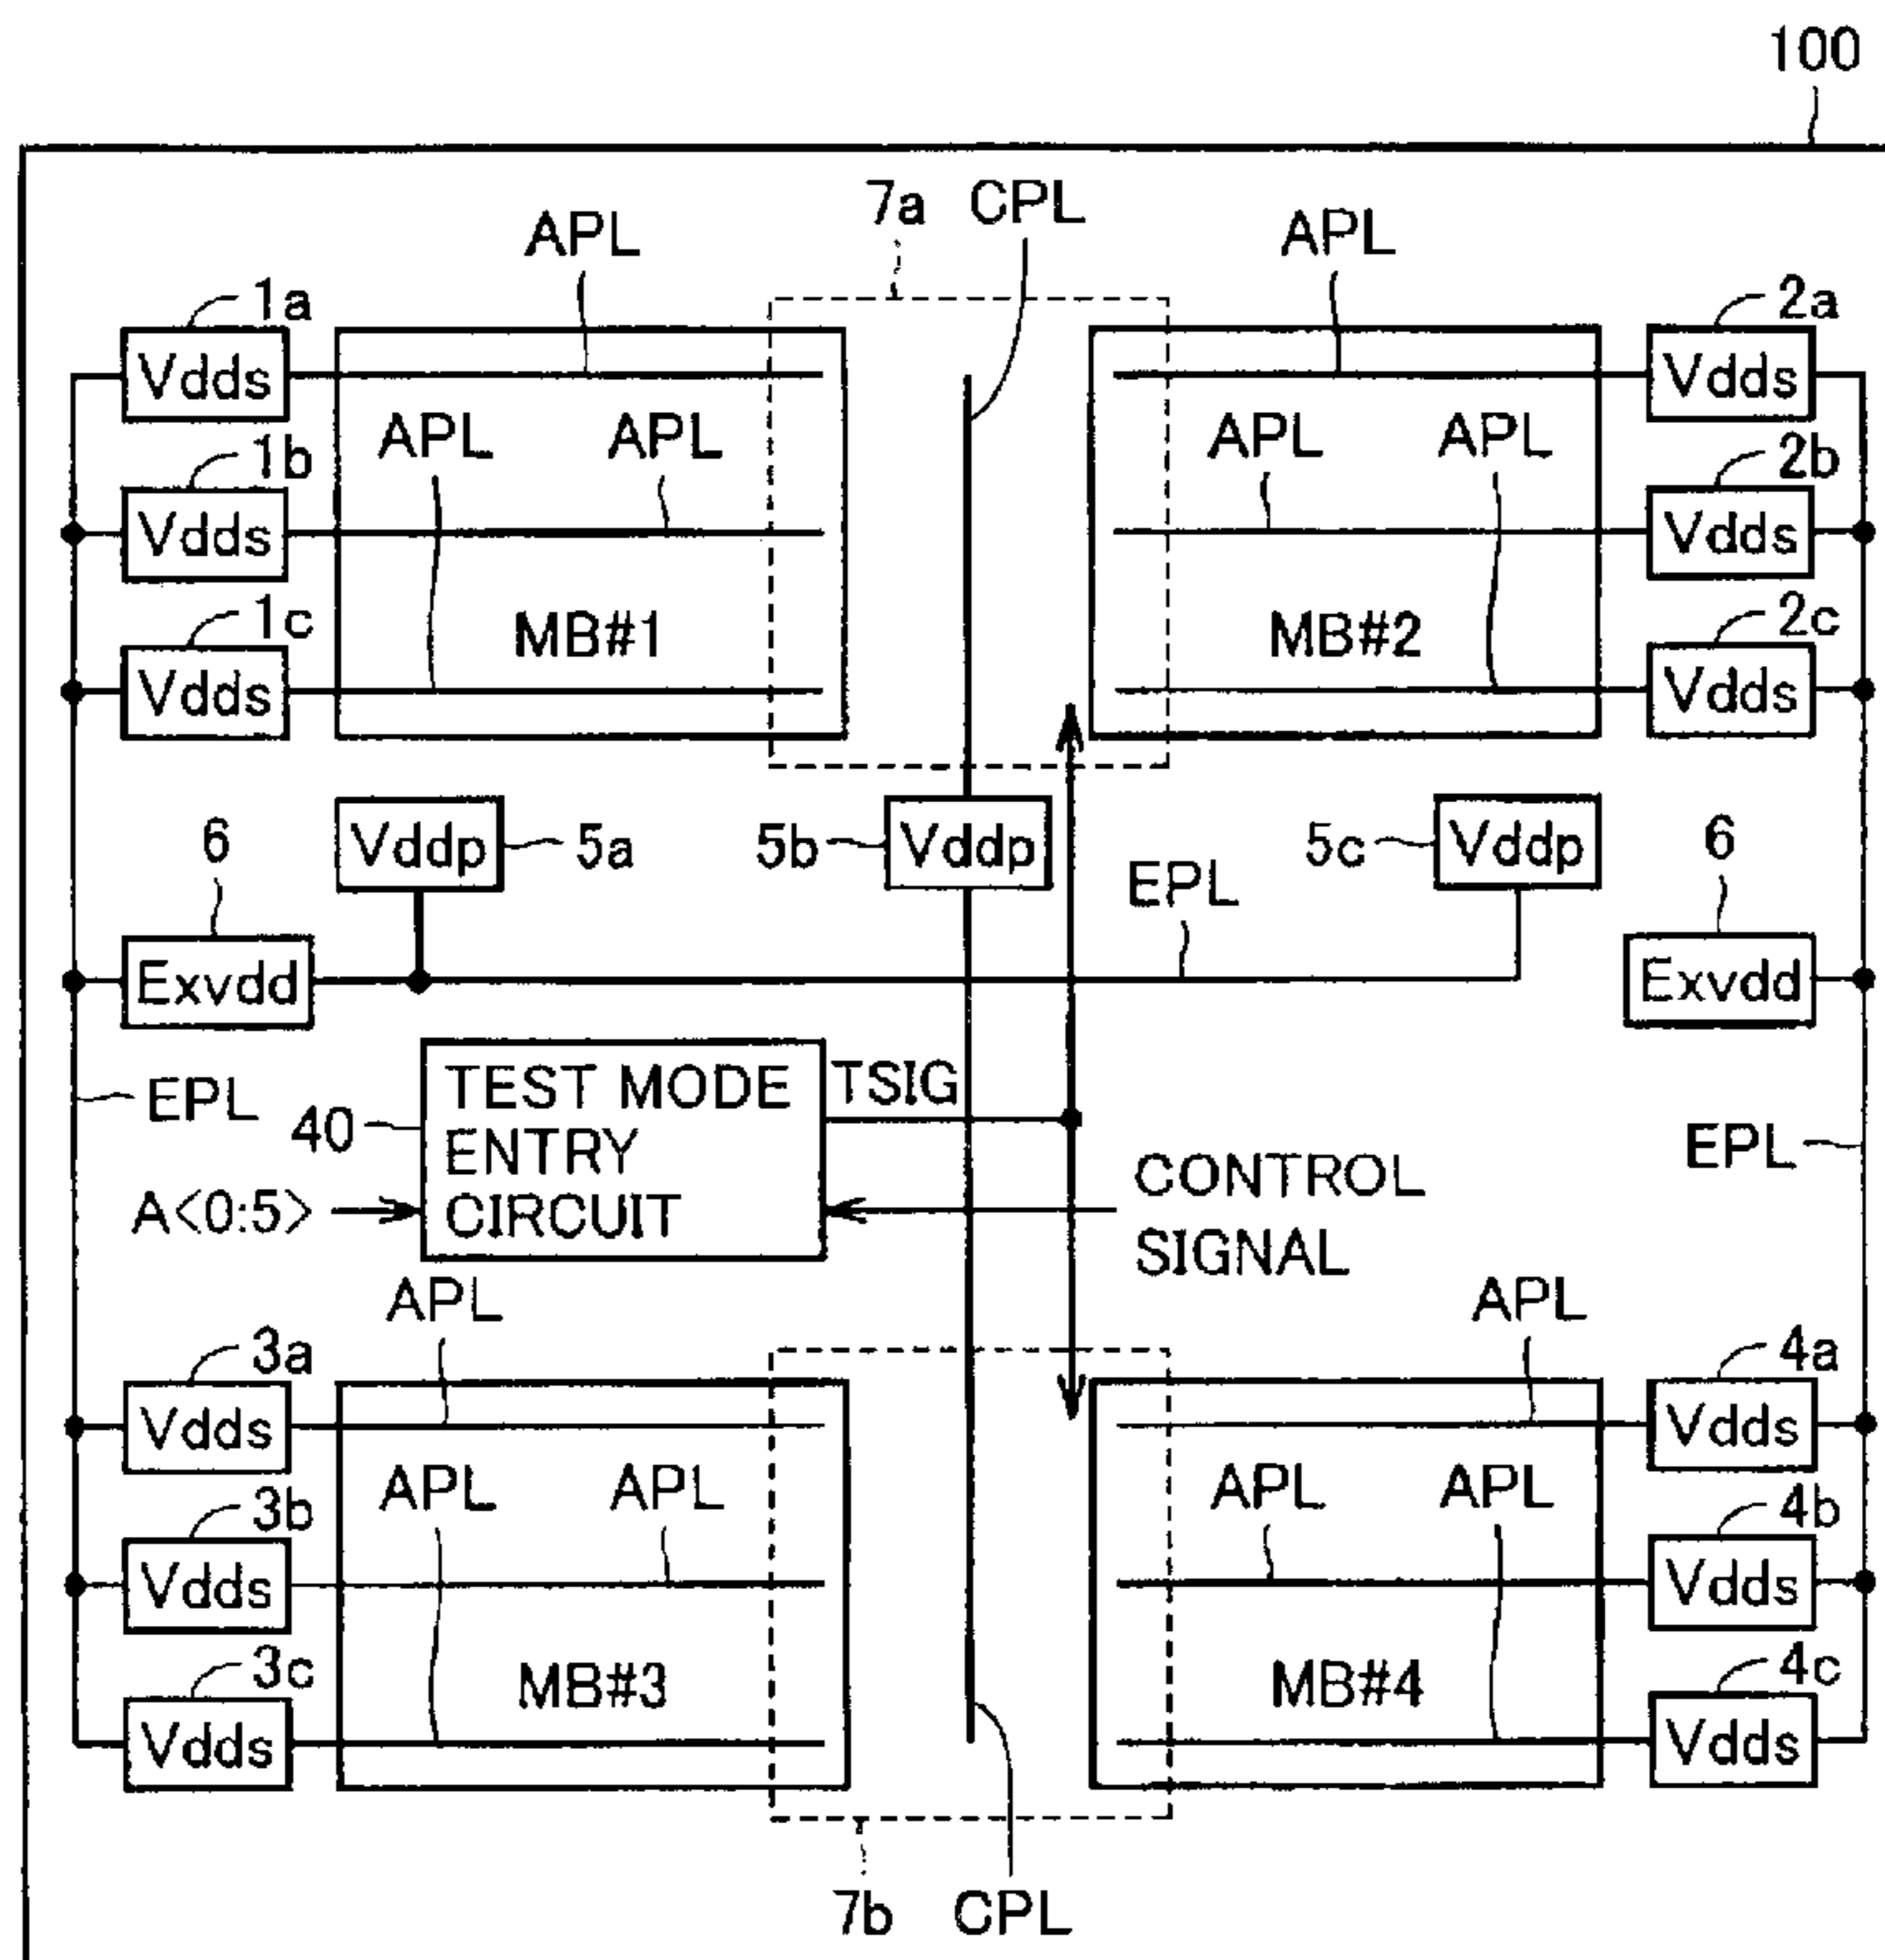 100
7a CPL
APL APL
1a 2a
Vdds Vdds
APL APL APL APL
1b 2b
Vdds Vdds
1c MB#1 MB#2 2c
Vdds Vdds
6 Vddp 5a 5b Vddp 5c Vddp 6
EPL
Exvdd Exvdd
TEST MODE TSIG
EPL 40 ENTRY EPL
A<0:5> CIRCUIT CONTROL
SIGNAL
APL APL
3a 4a
Vdds Vdds
APL APL APL APL
3b 4b
Vdds Vdds
3c MB#3 MB#4 4c
Vdds Vdds
7b CPL